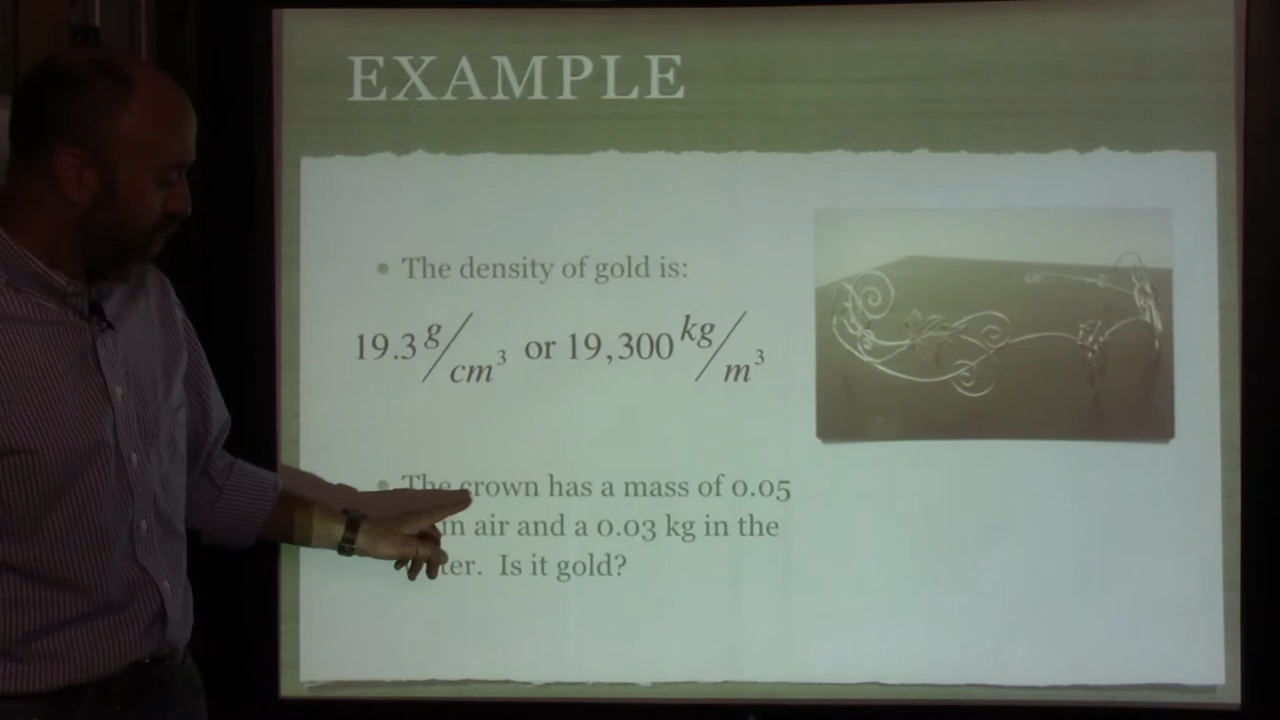 EXAMPLE
• The density of gold is:
19.3 g/cm³ or 19,300 kg/m³
• The crown has a mass of 0.05
in air and a 0.03 kg in the
Is it gold?